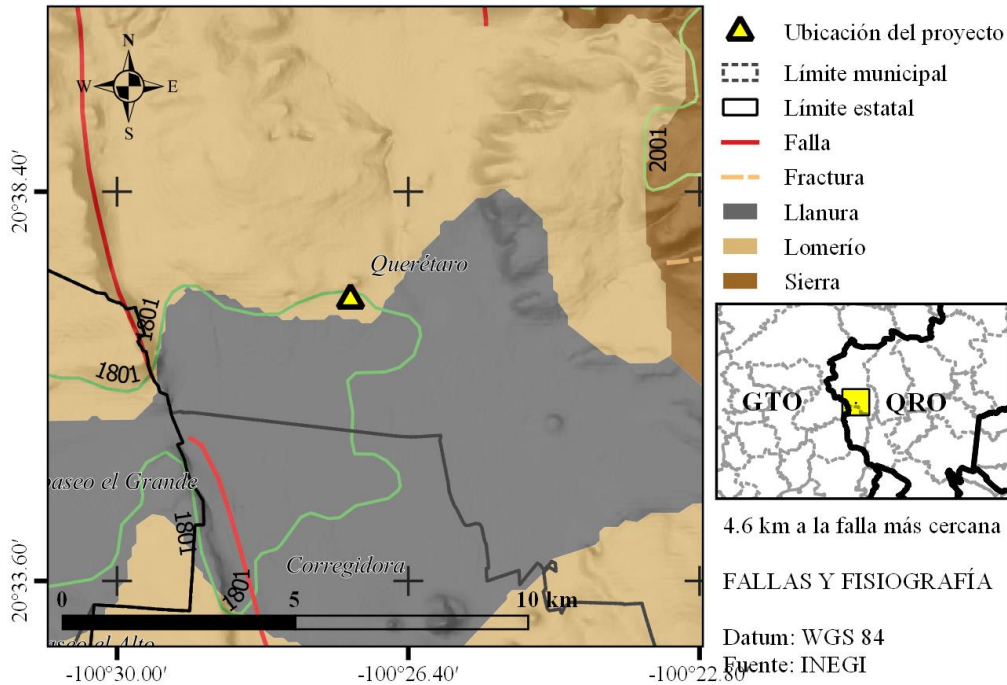 N
W E
S
20°38.40'
20°33.60'
Querétaro
1801
1801
2001
paseo el Grande
1801
1801
Corregidora
0 5 10 km
paseo el Alto
-100°30.00' -100°26.40' -100°22.80'
Ubicación del proyecto
Límite municipal
Límite estatal
Falla
Fractura
Llanura
Lomerío
Sierra
GTO QRO
4.6 km a la falla más cercana
FALLAS Y FISIOGRAFÍA
Datum: WGS 84
Fuente: INEGI